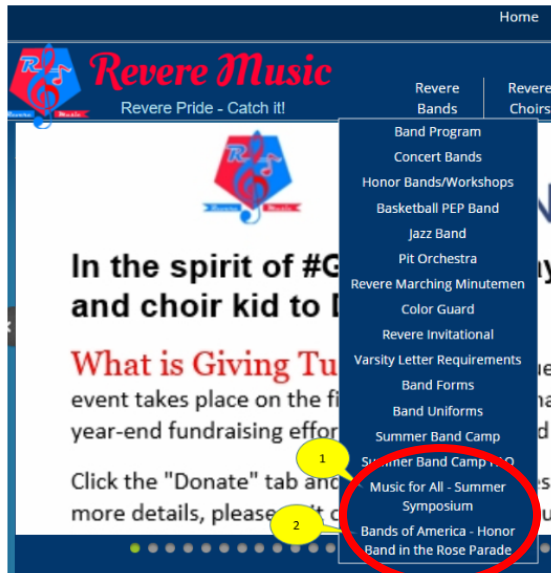 Home
Revere Music
Revere Pride - Catch it!
Revere
Bands
Revere
Choirs
Band Program
Concert Bands
Honor Bands/Workshops
Basketball PEP Band
Jazz Band
Pit Orchestra
Revere Marching Minutemen
Color Guard
Revere Invitational
Varsity Letter Requirements
Band Forms
Band Uniforms
Summer Band Camp
Summer Band Camp FAQ
Music for All - Summer
Symposium
Bands of America - Honor
Band in the Rose Parade
In the spirit of #G
and choir kid to
What is Giving Tu
event takes place on the fi
year-end fundraising effor
Click the "Donate" tab and
more details, please
1
2